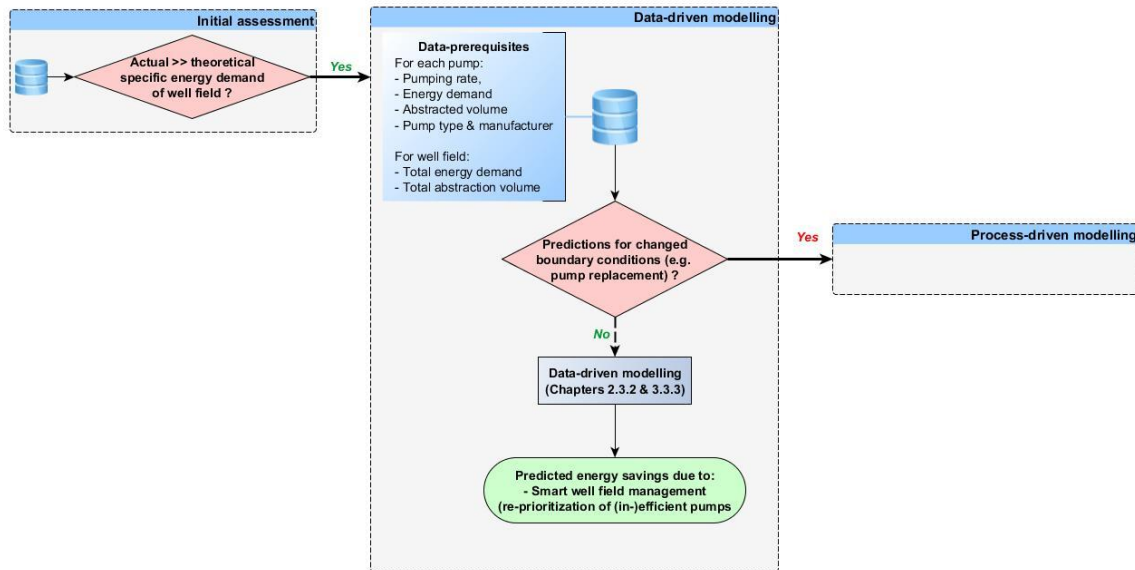 Initial assessment
Actual >> theoretical
specific energy demand
of well field ?
Yes
Data-driven modelling
Data-prerequisites
For each pump:
- Pumping rate,
- Energy demand
- Abstracted volume
- Pump type & manufacturer
For well field:
- Total energy demand
- Total abstraction volume
Predictions for changed
boundary conditions (e.g.
pump replacement) ?
Yes
Process-driven modelling
No
Data-driven modelling
(Chapters 2.3.2 & 3.3.3)
Predicted energy savings due to:
- Smart well field management
(re-prioritization of (in-)efficient pumps